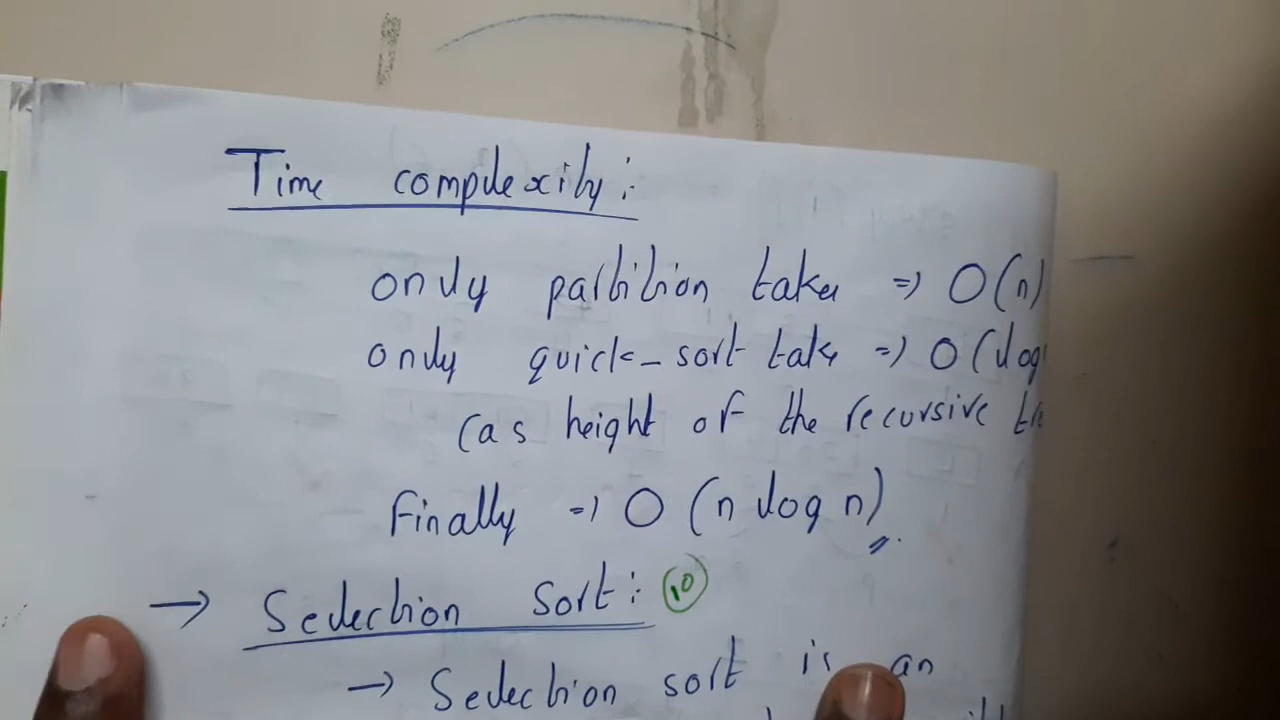 Time complexity:
only partition takes => O(n)
only quick-sort take => O(log
(as height of the recursive
Finally => O(n log n)
→ Selection sort: 10
→ Selection sort is an